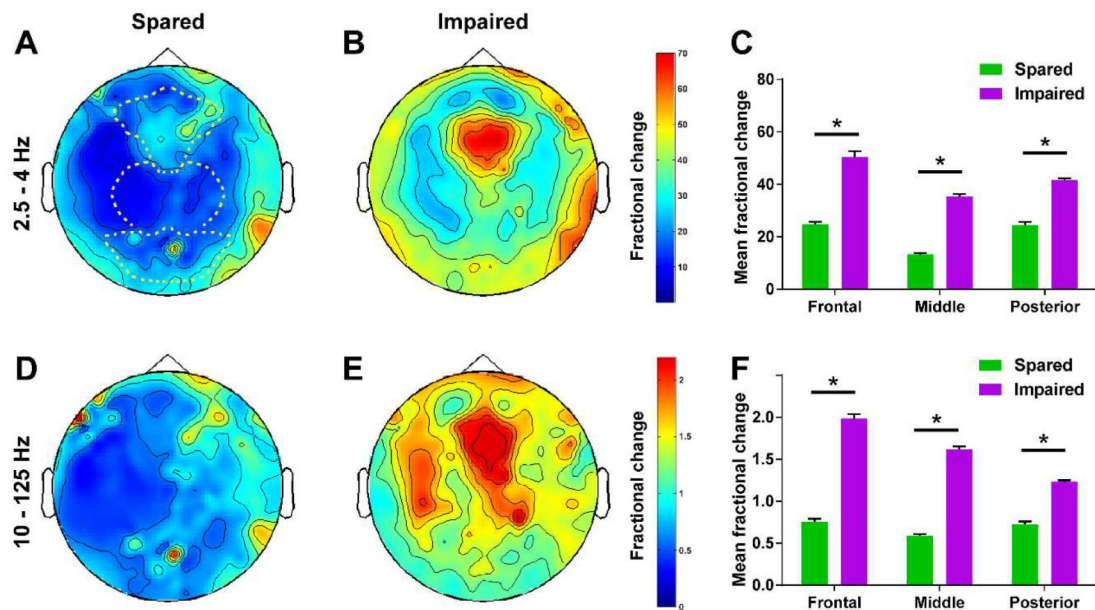 Spared
Impaired
A
B
C
2.5 - 4 Hz
Fractional change
70
60
50
40
30
20
10
Mean fractional change
80
60
40
20
0
Spared
Impaired
*
*
*
Frontal
Middle
Posterior
D
E
F
10 - 125 Hz
Fractional change
2
1.5
1
0.5
0
Mean fractional change
2.0
1.5
1.0
0.5
0.0
Spared
Impaired
*
*
*
Frontal
Middle
Posterior